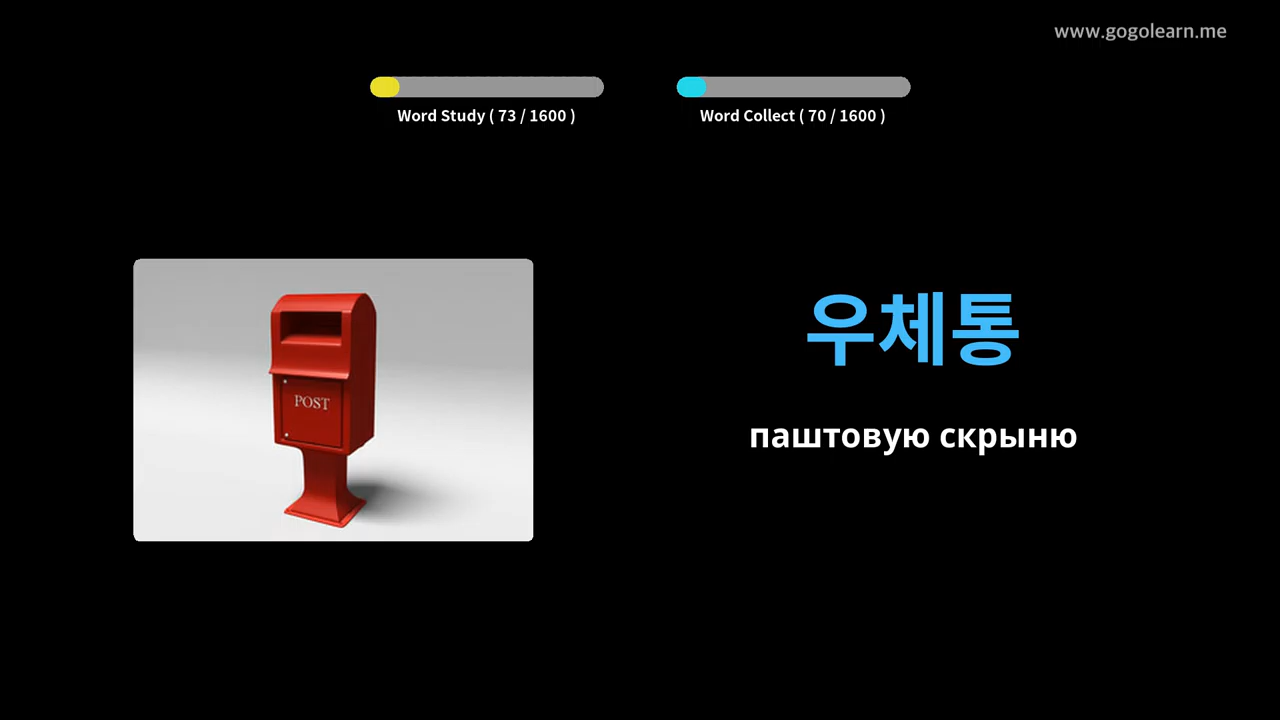 www.gogolearn.me
Word Study ( 73 / 1600 )
Word Collect ( 70 / 1600 )
POST
우체통
паштовую скрыню